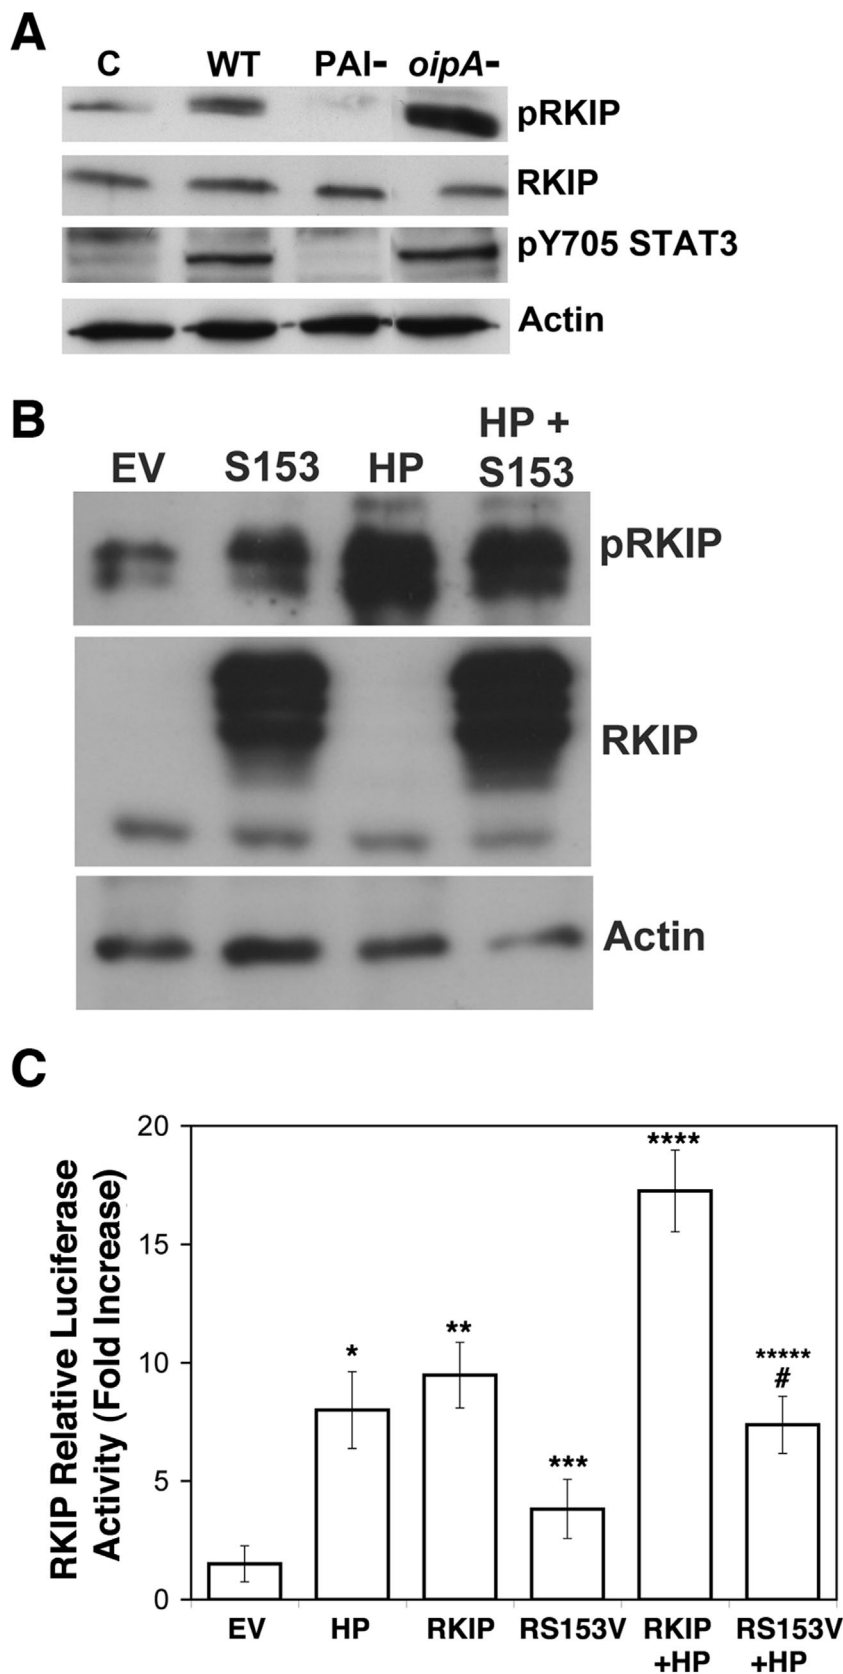 A
C WT PAI- oipA-
pRKIP
RKIP
pY705 STAT3
Actin
B
EV S153 HP HP + S153
pRKIP
RKIP
Actin
C
RKIP Relative Luciferase
Activity (Fold Increase)
20
15
10
5
0
*
**
***
****
*****
#
EV HP RKIP RS153V RKIP +HP RS153V +HP